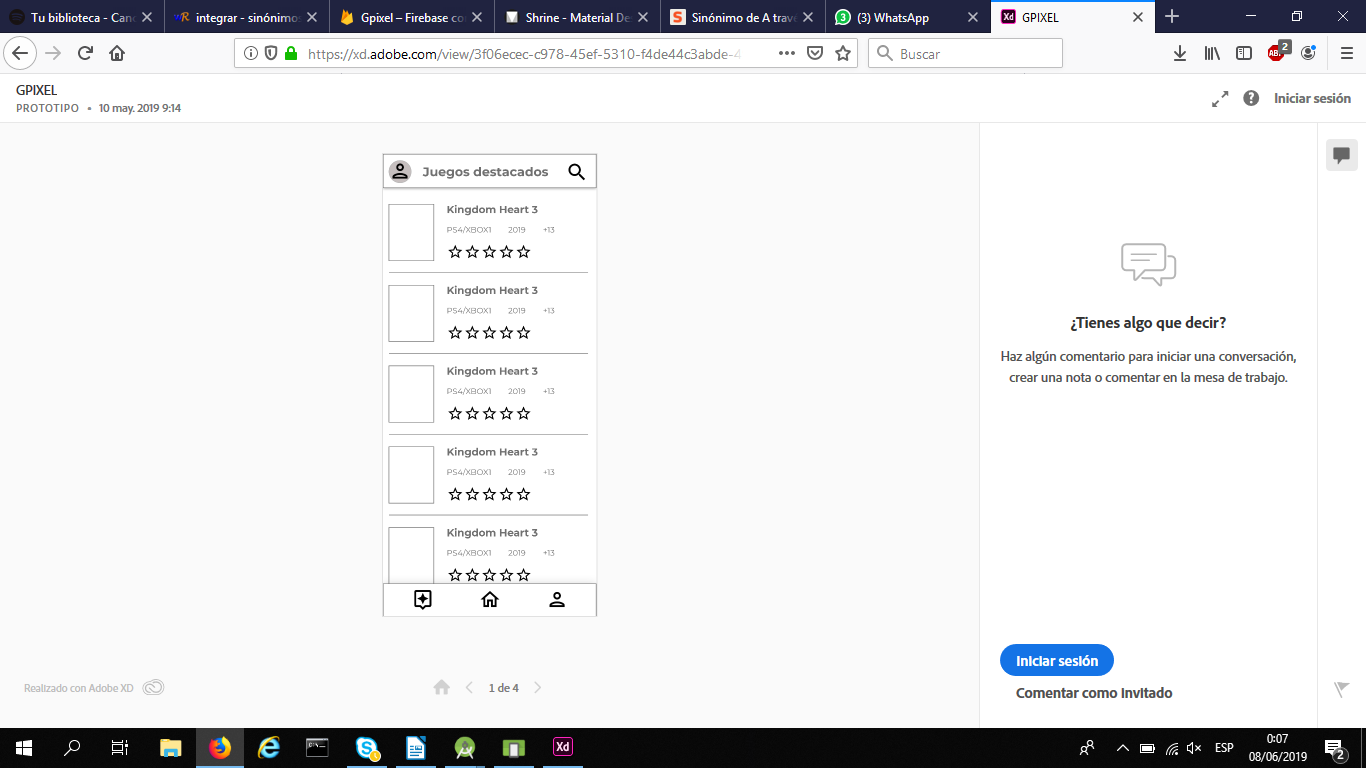 Tu biblioteca - Canc
integrar - sinónimo
Gpixel – Firebase co
Shrine - Material De
Sinónimo de A trav
(3) WhatsApp
GPIXEL
https://xd.adobe.com/view/3f06ecec-c978-45ef-5310-f4de44c3abde-4
Buscar
2
GPIXEL
PROTOTIPO • 10 may. 2019 9:14
Iniciar sesión
Juegos destacados
Kingdom Heart 3
PS4/XBOX1 2019 +13
Kingdom Heart 3
PS4/XBOX1 2019 +13
Kingdom Heart 3
PS4/XBOX1 2019 +13
Kingdom Heart 3
PS4/XBOX1 2019 +13
Kingdom Heart 3
PS4/XBOX1 2019 +13
¿Tienes algo que decir?
Haz algún comentario para iniciar una conversación,
crear una nota o comentar en la mesa de trabajo.
Iniciar sesión
Comentar como invitado
Realizado con Adobe XD
1 de 4
ESP
0:07
08/06/2019
2